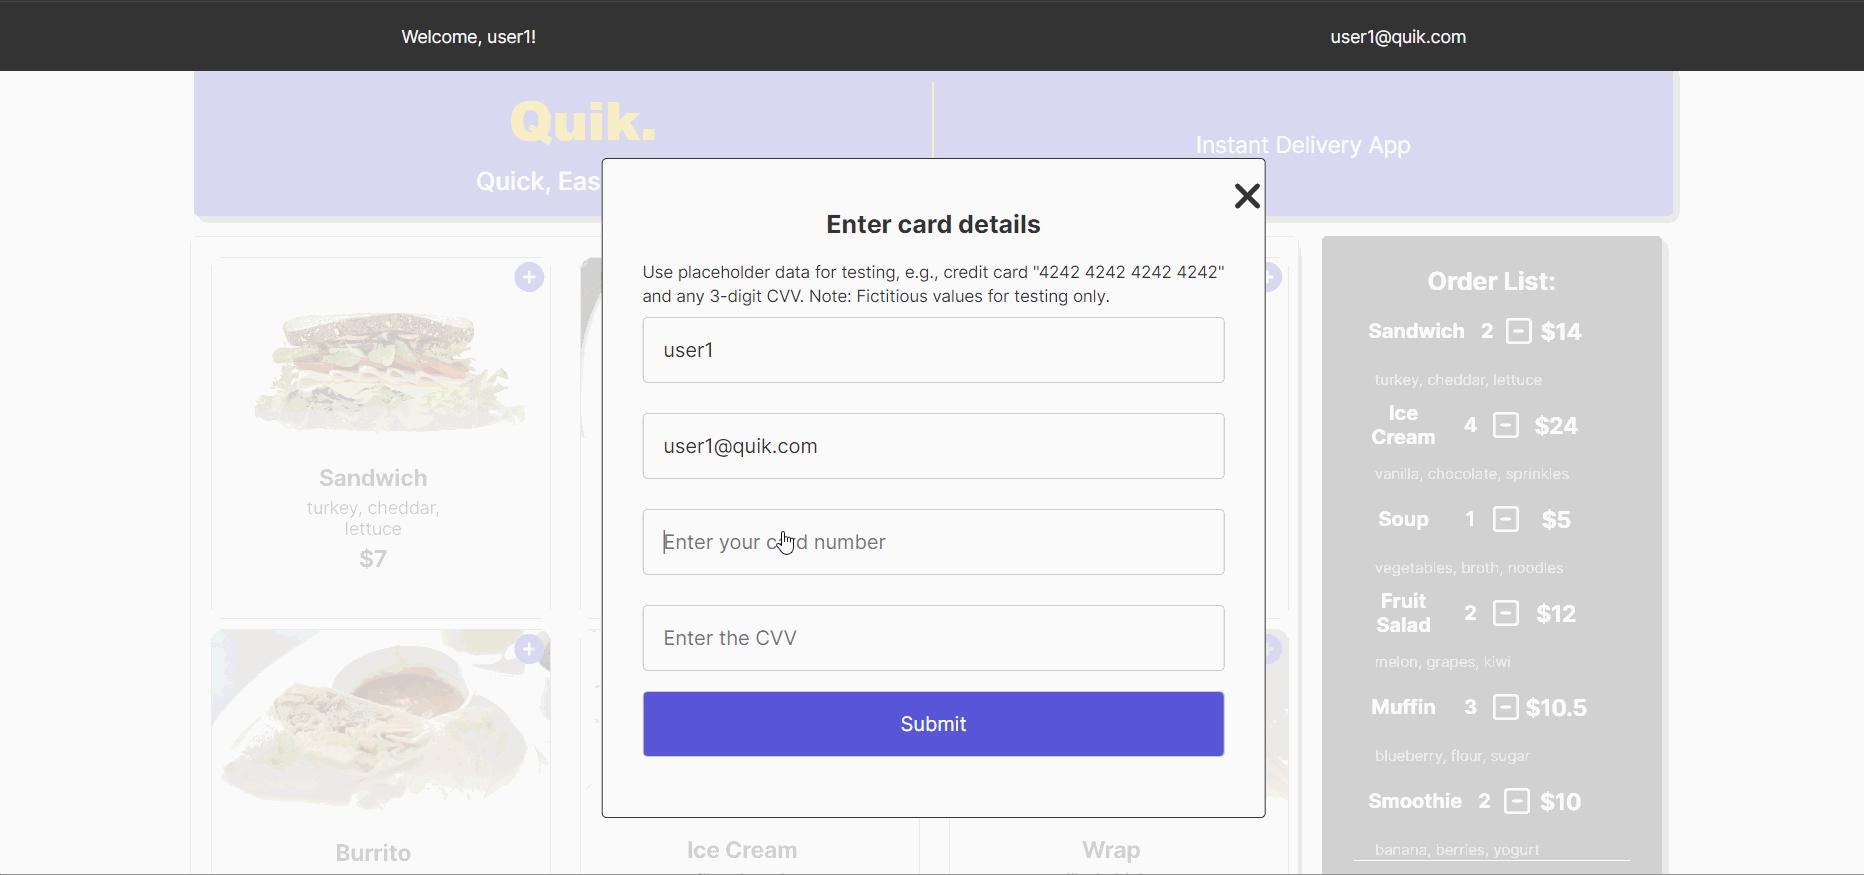 Welcome, user1!
user1@quik.com
Quik.
Quick, Eas
Instant Delivery App
Enter card details
Use placeholder data for testing, e.g., credit card "4242 4242 4242 4242"
and any 3-digit CVV. Note: Fictitious values for testing only.
user1
user1@quik.com
Enter your card number
Enter the CVV
Submit
Sandwich
turkey, cheddar,
lettuce
$7
Burrito
Ice Cream
Wrap
Order List:
Sandwich 2 $14
turkey, cheddar, lettuce
Ice
Cream 4 $24
vanilla, chocolate, sprinkles
Soup 1 $5
vegetables, broth, noodles
Fruit
Salad 2 $12
melon, grapes, kiwi
Muffin 3 $10.5
blueberry, flour, sugar
Smoothie 2 $10
banana, berries, yogurt